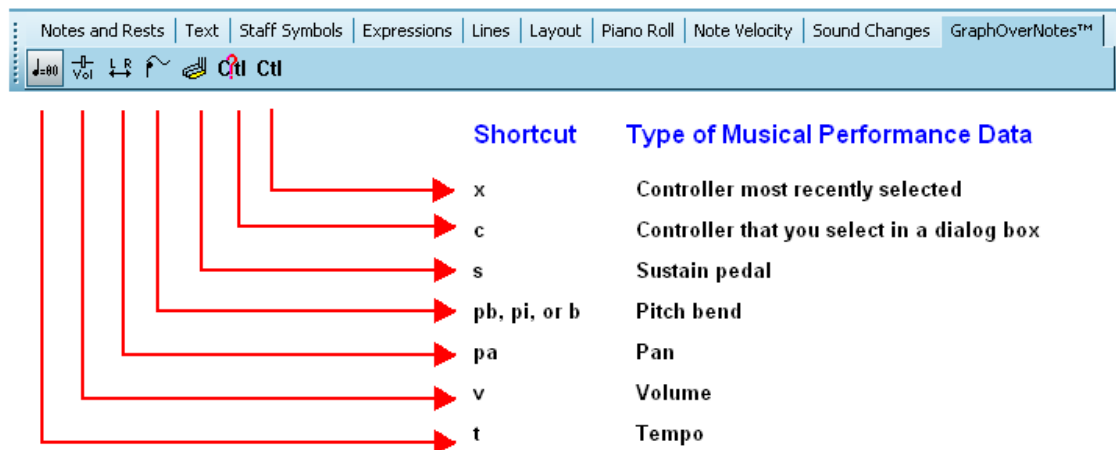 Notes and Rests Text Staff Symbols Expressions Lines Layout Piano Roll Note Velocity Sound Changes GraphOverNotes™
♩=80 Vol L R Ctl Ctl
Shortcut Type of Musical Performance Data
x Controller most recently selected
c Controller that you select in a dialog box
s Sustain pedal
pb, pi, or b Pitch bend
pa Pan
v Volume
t Tempo